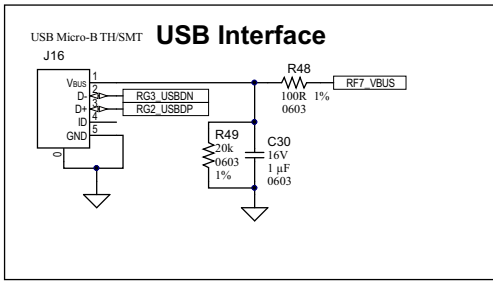 USB Micro-B TH/SMT
USB Interface
J16
VBUS 1
D- 2 RG3_USBDN
D+ 3 RG2_USBDP
ID 4
GND 5
0
R48
100R 1%
0603
RF7_VBUS
R49
20k
0603
1%
C30
16V
1 µF
0603